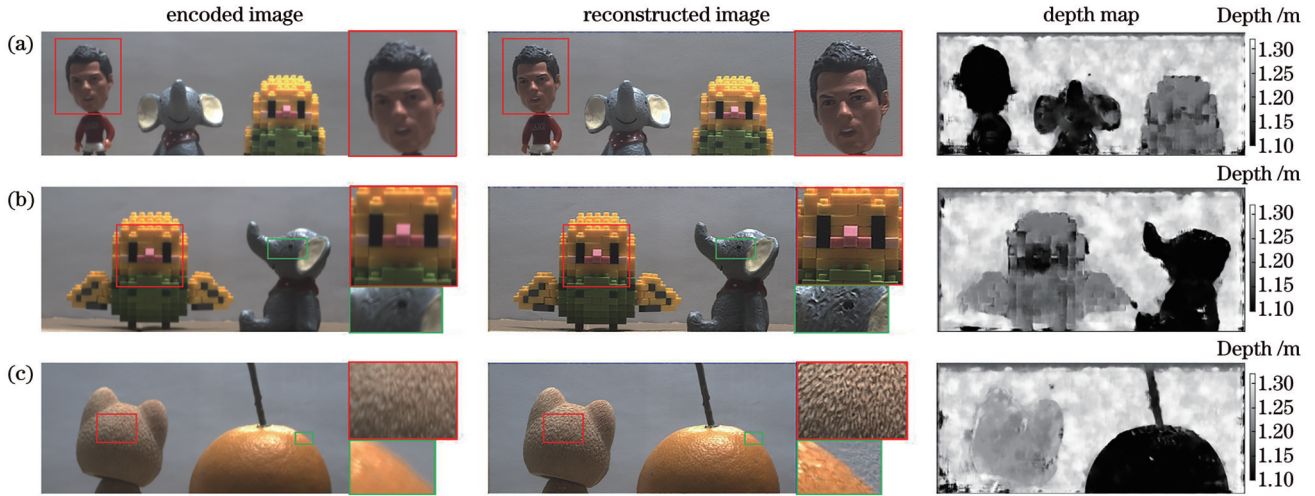 encoded image
reconstructed image
depth map
Depth /m
(a)
1.30
1.25
1.20
1.15
1.10
Depth /m
(b)
1.30
1.25
1.20
1.15
1.10
Depth /m
(c)
1.30
1.25
1.20
1.15
1.10